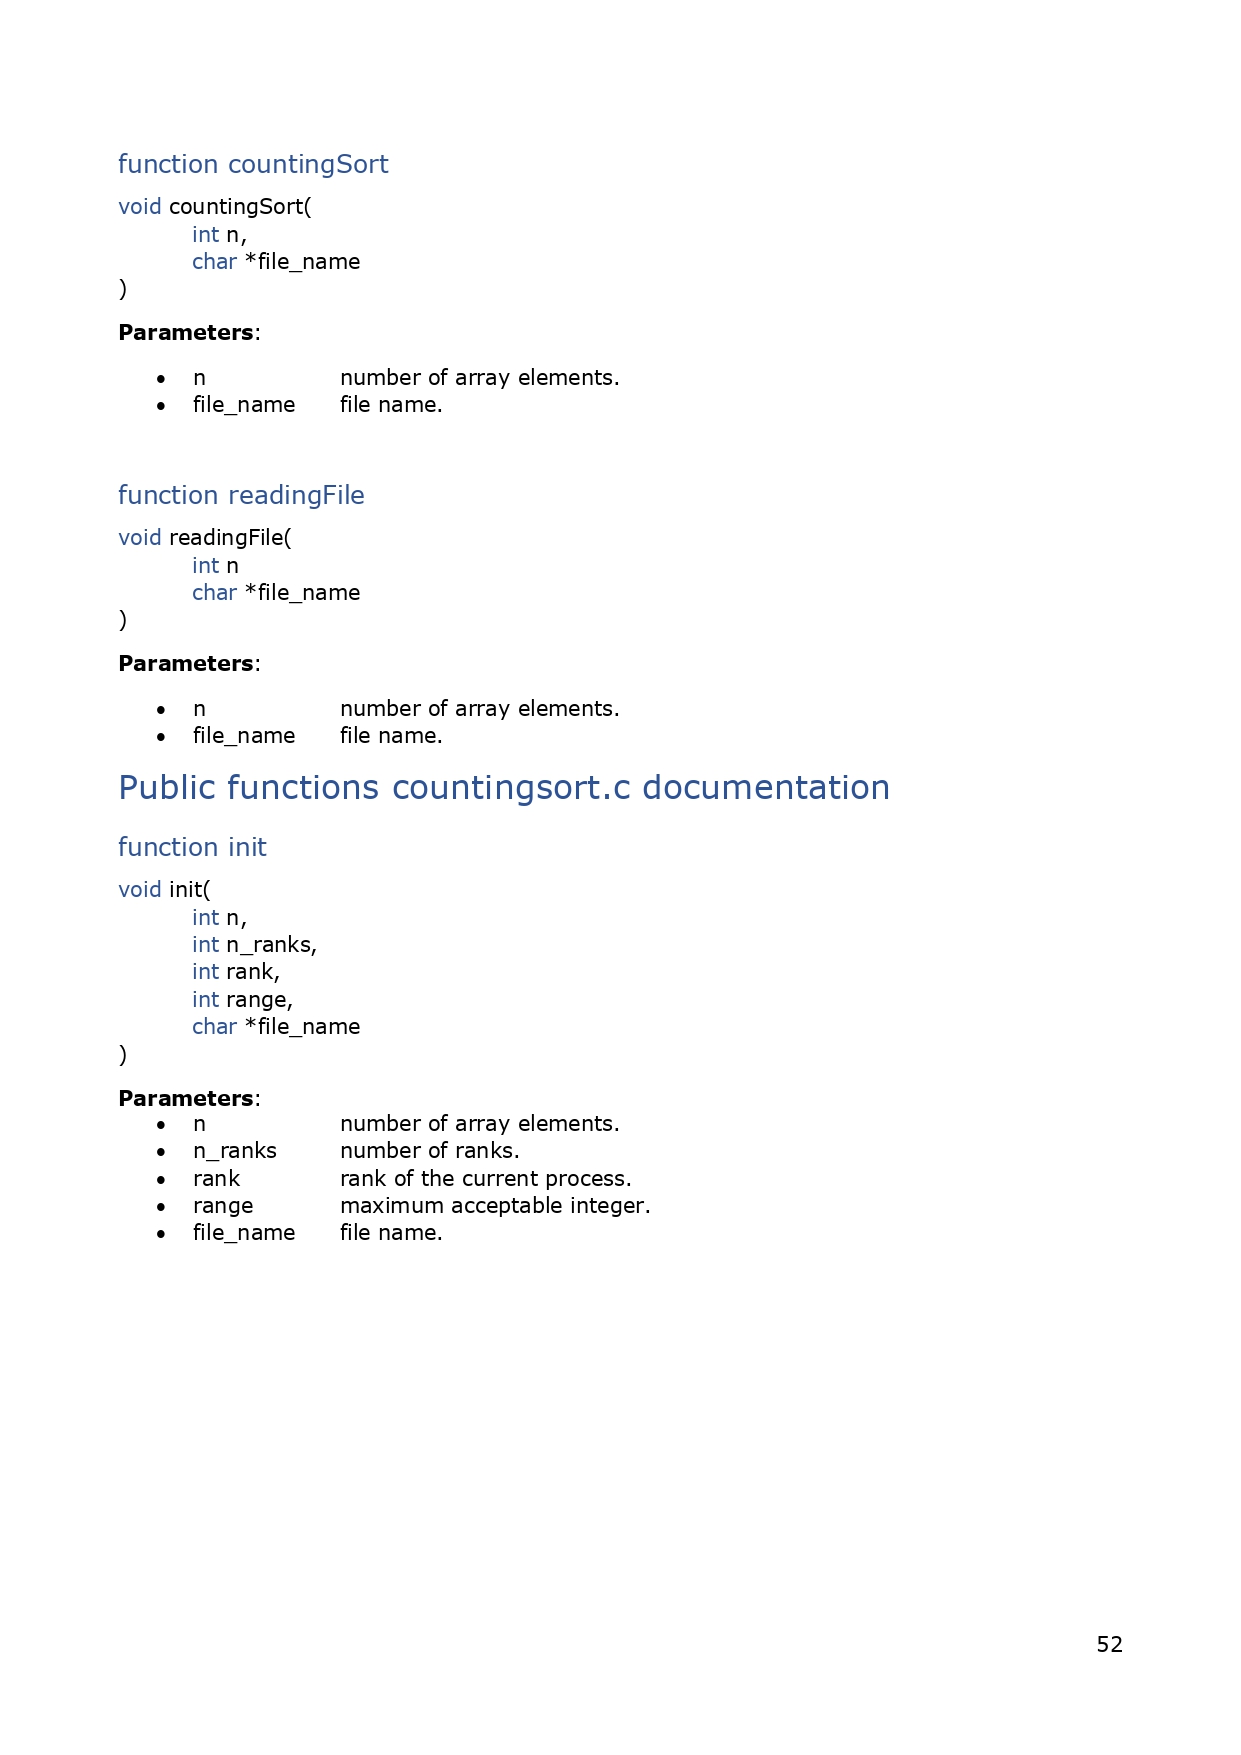 function countingSort
void countingSort(
int n,
char *file_name
)
Parameters:
• n number of array elements.
• file_name file name.
function readingFile
void readingFile(
int n
char *file_name
)
Parameters:
• n number of array elements.
• file_name file name.
Public functions countingsort.c documentation
function init
void init(
int n,
int n_ranks,
int rank,
int range,
char *file_name
)
Parameters:
• n number of array elements.
• n_ranks number of ranks.
• rank rank of the current process.
• range maximum acceptable integer.
• file_name file name.
52